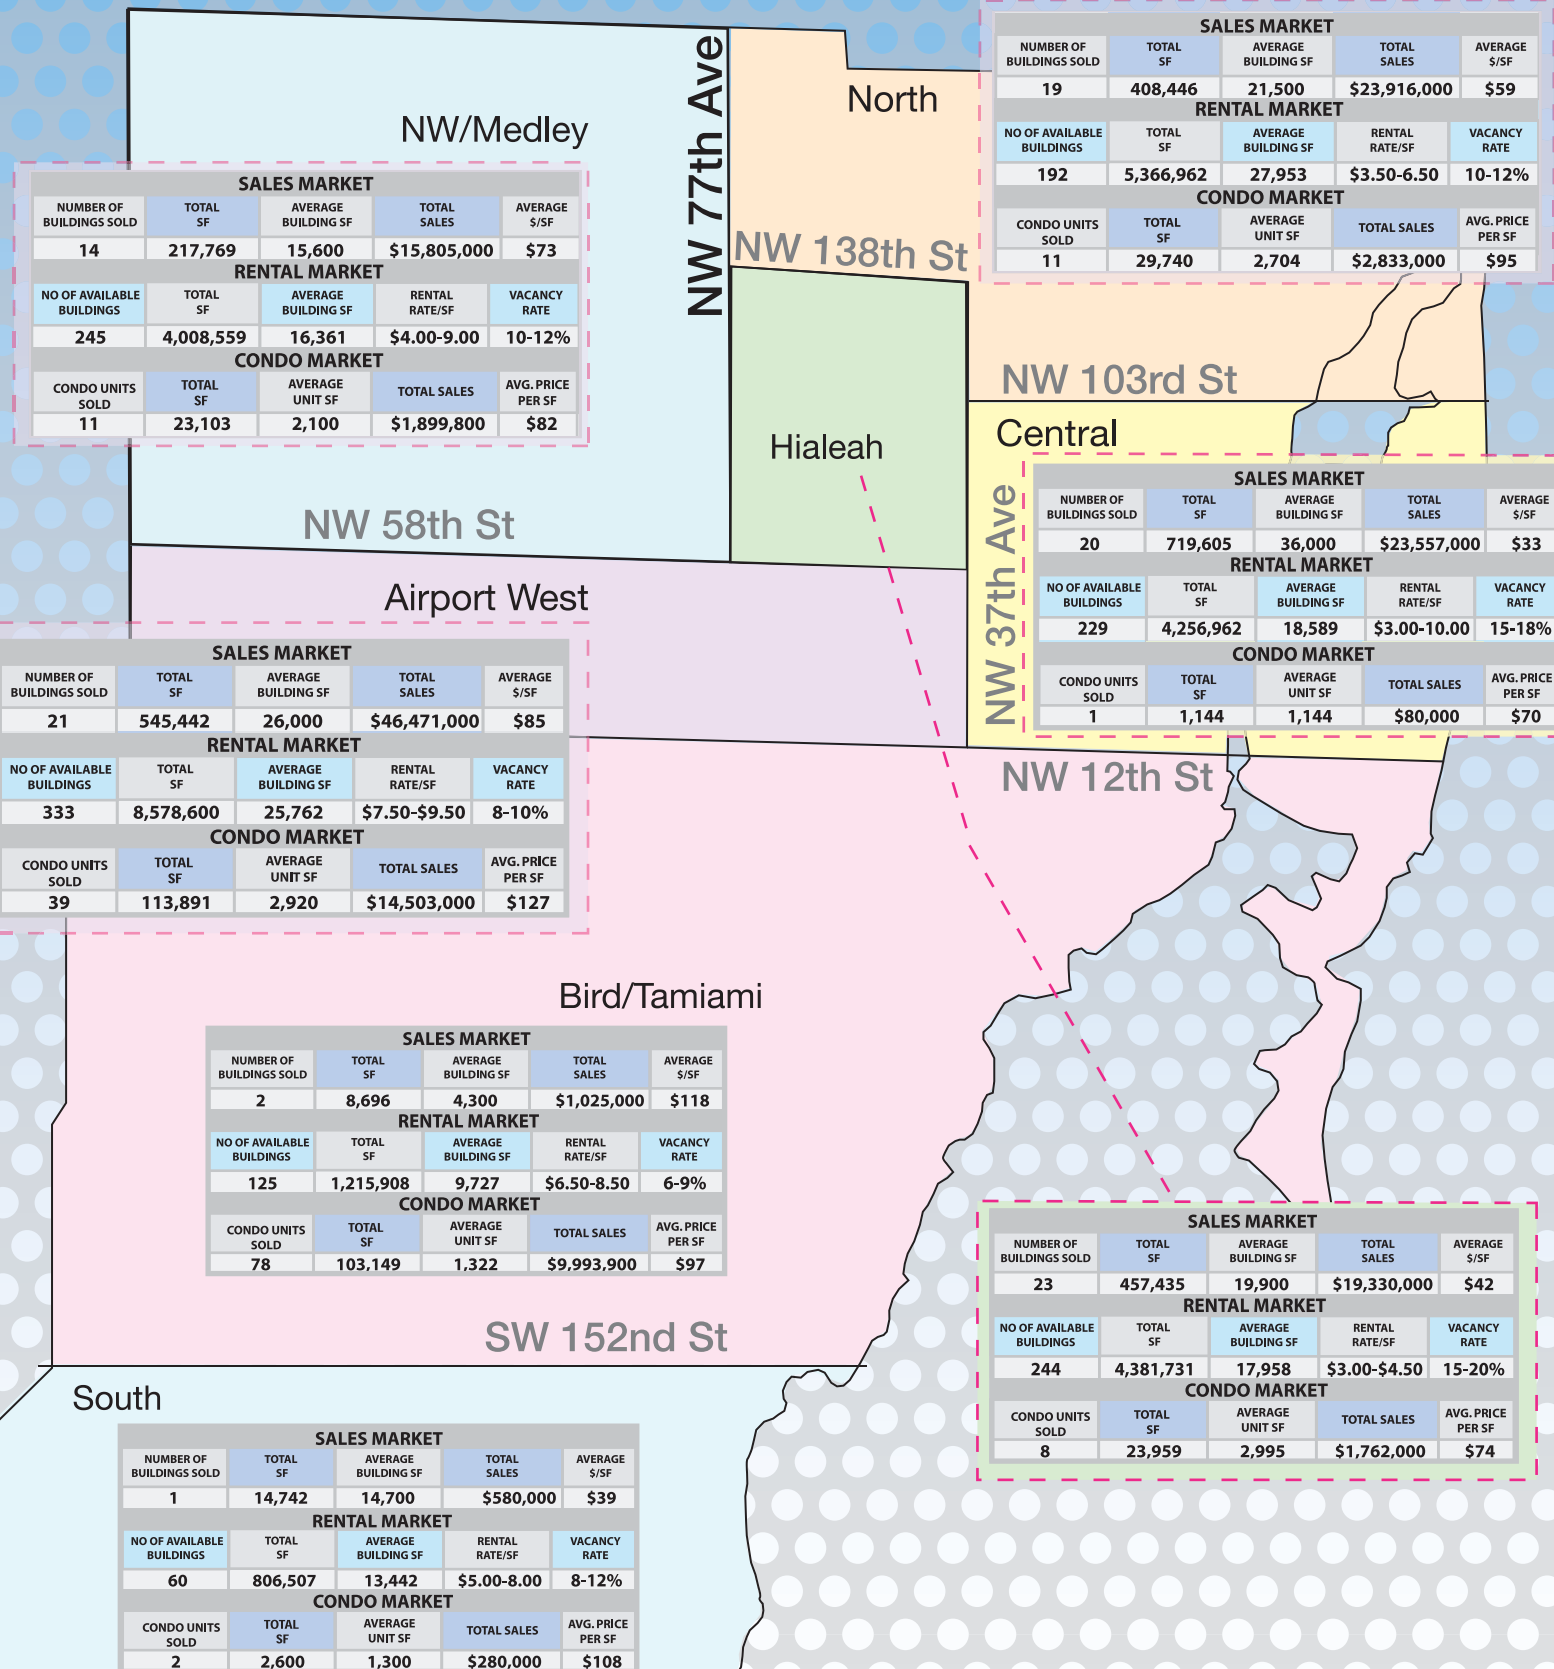 NW/Medley
SALES MARKET
NUMBER OF BUILDINGS SOLD TOTAL SF AVERAGE BUILDING SF TOTAL SALES AVERAGE $/SF
14 217,769 15,600 $15,805,000 $73
RENTAL MARKET
NO OF AVAILABLE BUILDINGS TOTAL SF AVERAGE BUILDING SF RENTAL RATE/SF VACANCY RATE
245 4,008,559 16,361 $4.00-9.00 10-12%
CONDO MARKET
CONDO UNITS SOLD TOTAL SF AVERAGE UNIT SF TOTAL SALES AVG. PRICE PER SF
11 23,103 2,100 $1,899,800 $82
NW 77th Ave
North
SALES MARKET
NUMBER OF BUILDINGS SOLD TOTAL SF AVERAGE BUILDING SF TOTAL SALES AVERAGE $/SF
19 408,446 21,500 $23,916,000 $59
RENTAL MARKET
NO OF AVAILABLE BUILDINGS TOTAL SF AVERAGE BUILDING SF RENTAL RATE/SF VACANCY RATE
192 5,366,962 27,953 $3.50-6.50 10-12%
CONDO MARKET
CONDO UNITS SOLD TOTAL SF AVERAGE UNIT SF TOTAL SALES AVG. PRICE PER SF
11 29,740 2,704 $2,833,000 $95
NW 138th St
NW 103rd St
Hialeah
Central
NW 37th Ave
SALES MARKET
NUMBER OF BUILDINGS SOLD TOTAL SF AVERAGE BUILDING SF TOTAL SALES AVERAGE $/SF
20 719,605 36,000 $23,557,000 $33
RENTAL MARKET
NO OF AVAILABLE BUILDINGS TOTAL SF AVERAGE BUILDING SF RENTAL RATE/SF VACANCY RATE
229 4,256,962 18,589 $3.00-10.00 15-18%
CONDO MARKET
CONDO UNITS SOLD TOTAL SF AVERAGE UNIT SF TOTAL SALES AVG. PRICE PER SF
1 1,144 1,144 $80,000 $70
NW 58th St
Airport West
SALES MARKET
NUMBER OF BUILDINGS SOLD TOTAL SF AVERAGE BUILDING SF TOTAL SALES AVERAGE $/SF
21 545,442 26,000 $46,471,000 $85
RENTAL MARKET
NO OF AVAILABLE BUILDINGS TOTAL SF AVERAGE BUILDING SF RENTAL RATE/SF VACANCY RATE
333 8,578,600 25,762 $7.50-$9.50 8-10%
CONDO MARKET
CONDO UNITS SOLD TOTAL SF AVERAGE UNIT SF TOTAL SALES AVG. PRICE PER SF
39 113,891 2,920 $14,503,000 $127
NW 12th St
Bird/Tamiami
SALES MARKET
NUMBER OF BUILDINGS SOLD TOTAL SF AVERAGE BUILDING SF TOTAL SALES AVERAGE $/SF
2 8,696 4,300 $1,025,000 $118
RENTAL MARKET
NO OF AVAILABLE BUILDINGS TOTAL SF AVERAGE BUILDING SF RENTAL RATE/SF VACANCY RATE
125 1,215,908 9,727 $6.50-8.50 6-9%
CONDO MARKET
CONDO UNITS SOLD TOTAL SF AVERAGE UNIT SF TOTAL SALES AVG. PRICE PER SF
78 103,149 1,322 $9,993,900 $97
SALES MARKET
NUMBER OF BUILDINGS SOLD TOTAL SF AVERAGE BUILDING SF TOTAL SALES AVERAGE $/SF
23 457,435 19,900 $19,330,000 $42
RENTAL MARKET
NO OF AVAILABLE BUILDINGS TOTAL SF AVERAGE BUILDING SF RENTAL RATE/SF VACANCY RATE
244 4,381,731 17,958 $3.00-$4.50 15-20%
CONDO MARKET
CONDO UNITS SOLD TOTAL SF AVERAGE UNIT SF TOTAL SALES AVG. PRICE PER SF
8 23,959 2,995 $1,762,000 $74
SW 152nd St
South
SALES MARKET
NUMBER OF BUILDINGS SOLD TOTAL SF AVERAGE BUILDING SF TOTAL SALES AVERAGE $/SF
1 14,742 14,700 $580,000 $39
RENTAL MARKET
NO OF AVAILABLE BUILDINGS TOTAL SF AVERAGE BUILDING SF RENTAL RATE/SF VACANCY RATE
60 806,507 13,442 $5.00-8.00 8-12%
CONDO MARKET
CONDO UNITS SOLD TOTAL SF AVERAGE UNIT SF TOTAL SALES AVG. PRICE PER SF
2 2,600 1,300 $280,000 $108